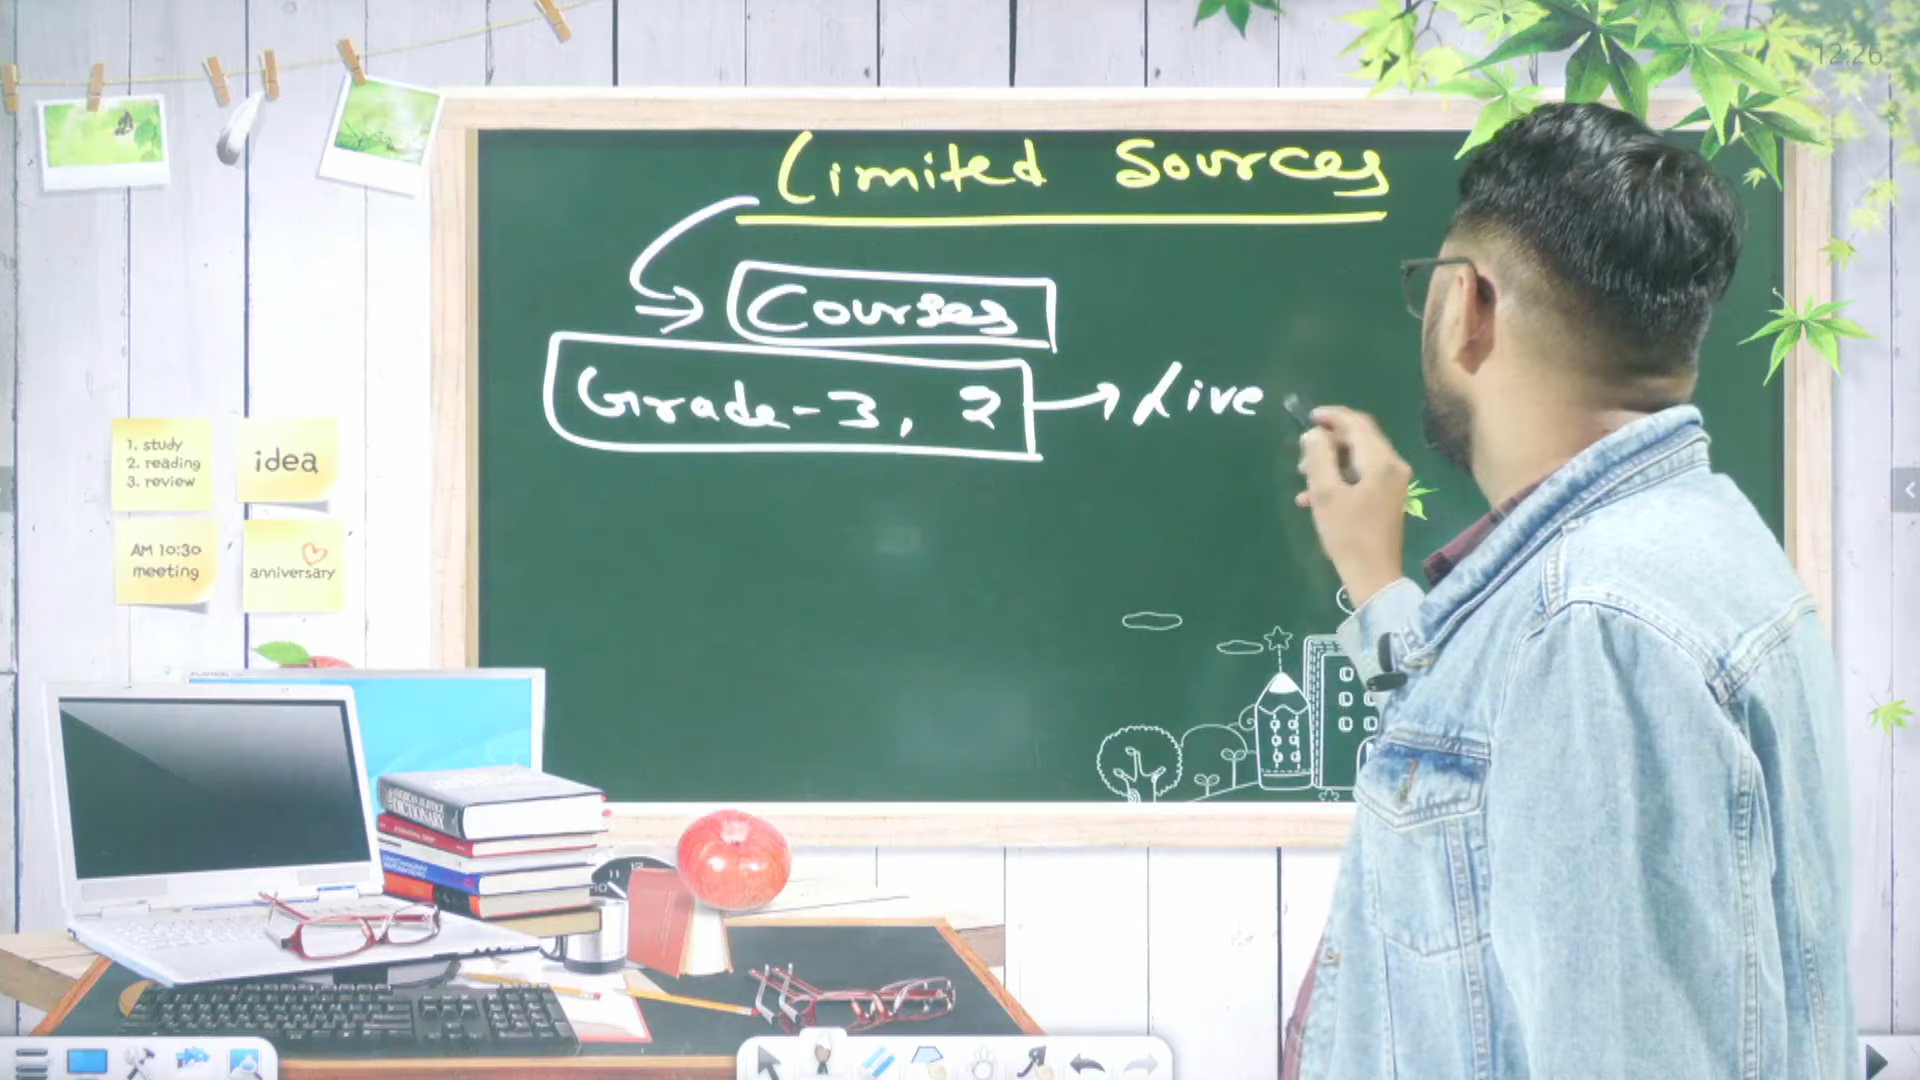 12:26
Limited Sources
Courses
Grade-3, 2 → Live
1. study
2. reading
3. review
idea
AM 10:30
meeting
anniversary
DICTIONARY